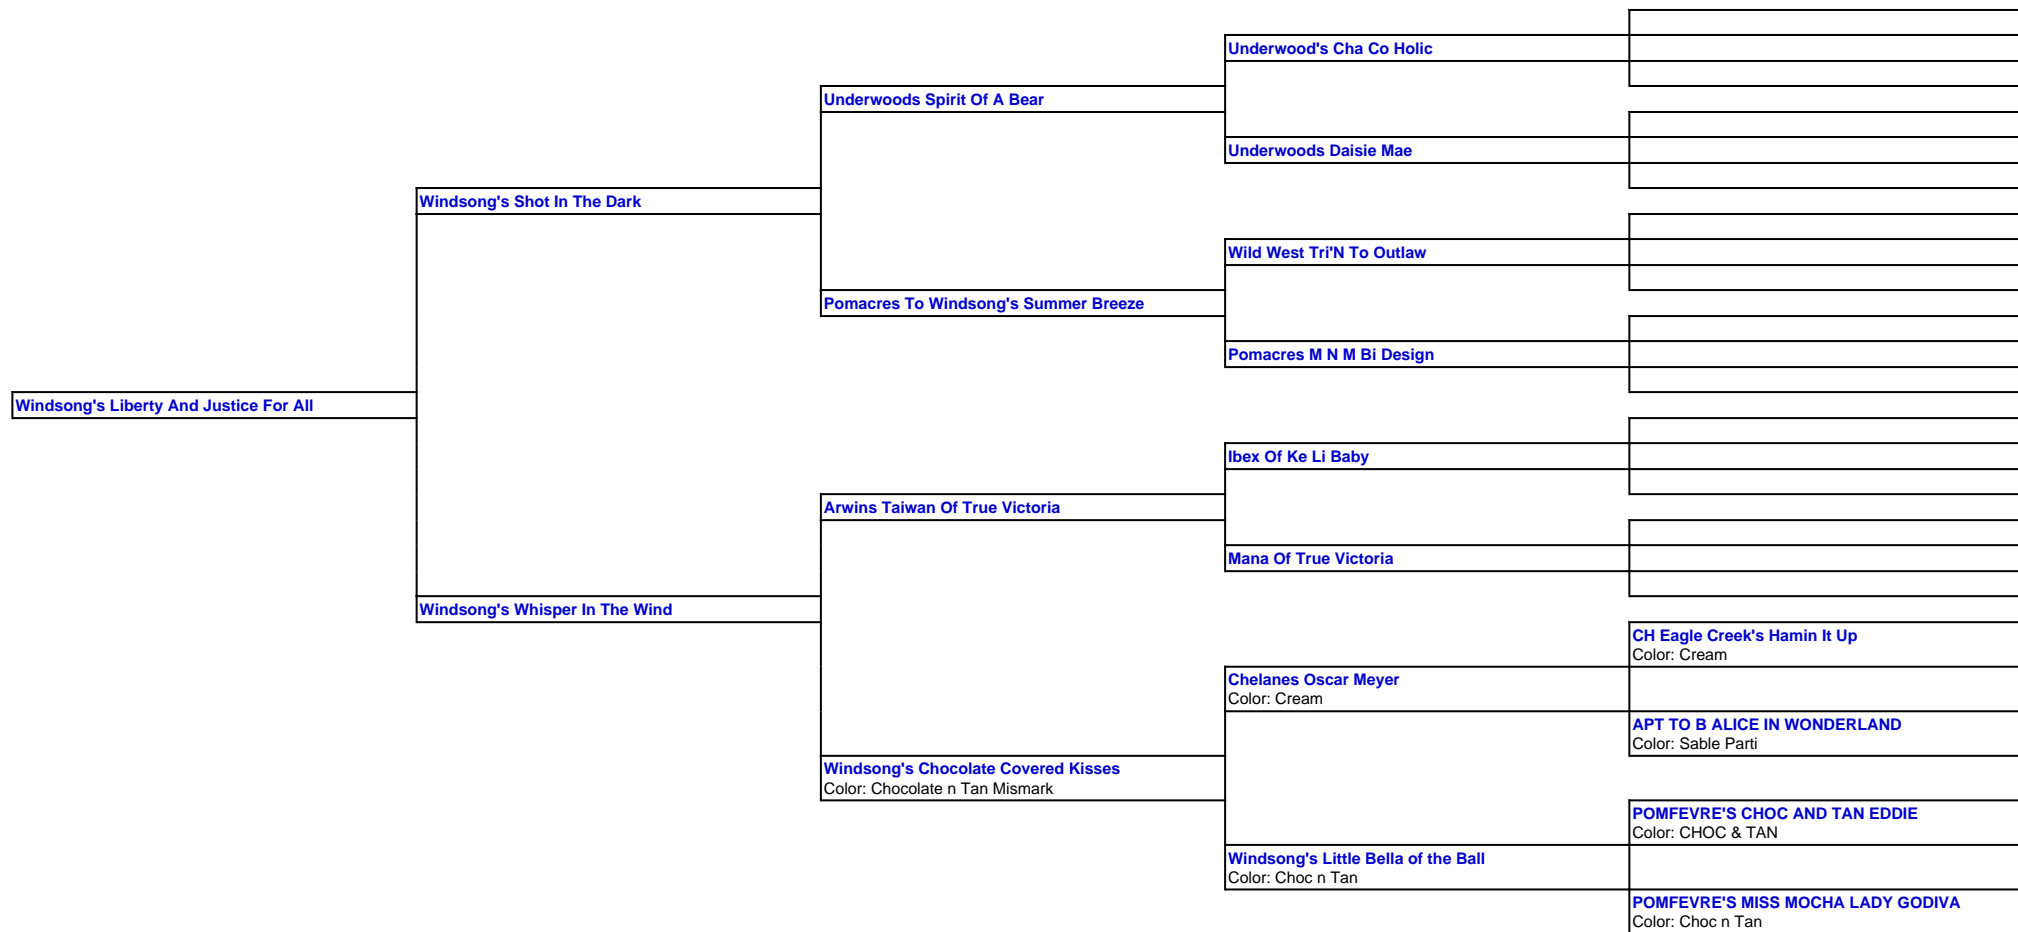 Underwood's Cha Co Holic
Underwoods Spirit Of A Bear
Underwoods Daisie Mae
Windsong's Shot In The Dark
Wild West Tri'N To Outlaw
Pomacres To Windsong's Summer Breeze
Pomacres M N M Bi Design
Windsong's Liberty And Justice For All
Ibex Of Ke Li Baby
Arwins Taiwan Of True Victoria
Mana Of True Victoria
Windsong's Whisper In The Wind
CH Eagle Creek's Hamin It Up
Color: Cream
Chelanes Oscar Meyer
Color: Cream
APT TO B ALICE IN WONDERLAND
Color: Sable Parti
Windsong's Chocolate Covered Kisses
Color: Chocolate n Tan Mismark
POMFEVRE'S CHOC AND TAN EDDIE
Color: CHOC & TAN
Windsong's Little Bella of the Ball
Color: Choc n Tan
POMFEVRE'S MISS MOCHA LADY GODIVA
Color: Choc n Tan